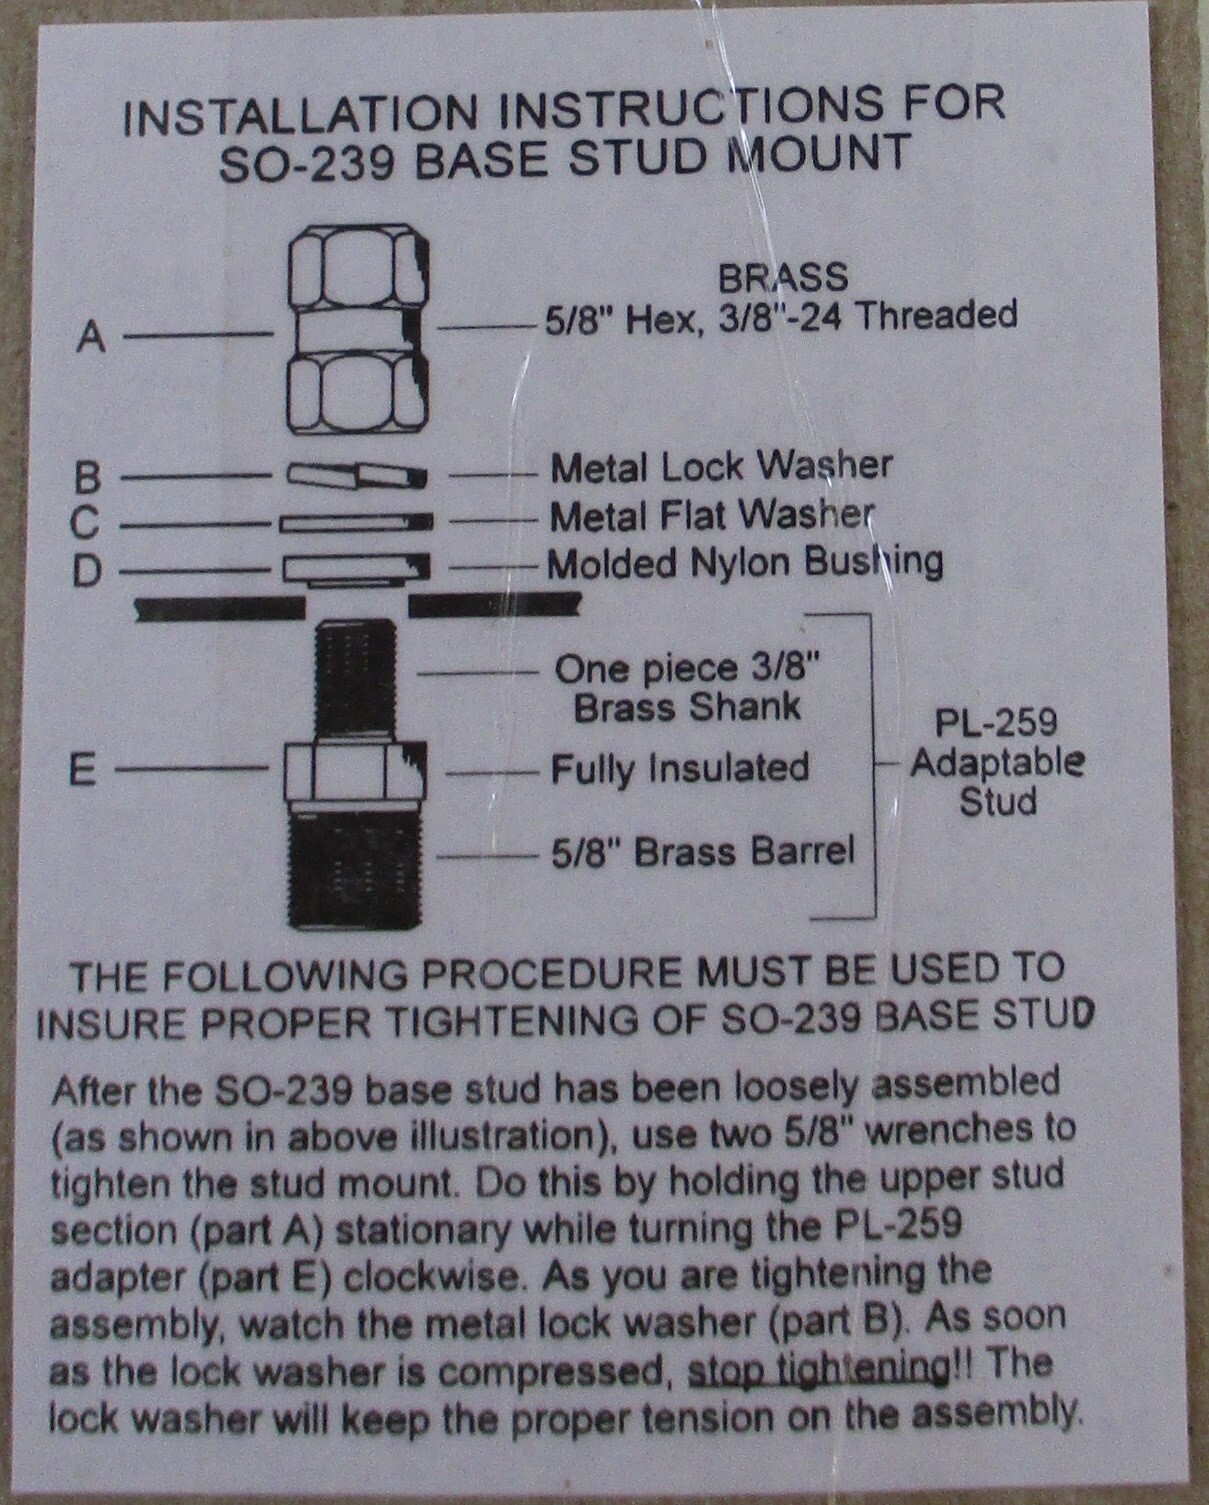 INSTALLATION INSTRUCTIONS FOR
SO-239 BASE STUD MOUNT
BRASS
A
5/8" Hex, 3/8"-24 Threaded
B
Metal Lock Washer
C
Metal Flat Washer
D
Molded Nylon Bushing
One piece 3/8"
Brass Shank
E
Fully Insulated
5/8" Brass Barrel
PL-259
Adaptable
Stud
THE FOLLOWING PROCEDURE MUST BE USED TO
INSURE PROPER TIGHTENING OF SO-239 BASE STUD
After the SO-239 base stud has been loosely assembled
(as shown in above illustration), use two 5/8" wrenches to
tighten the stud mount. Do this by holding the upper stud
section (part A) stationary while turning the PL-259
adapter (part E) clockwise. As you are tightening the
assembly, watch the metal lock washer (part B). As soon
as the lock washer is compressed, stop tightening!! The
lock washer will keep the proper tension on the assembly.